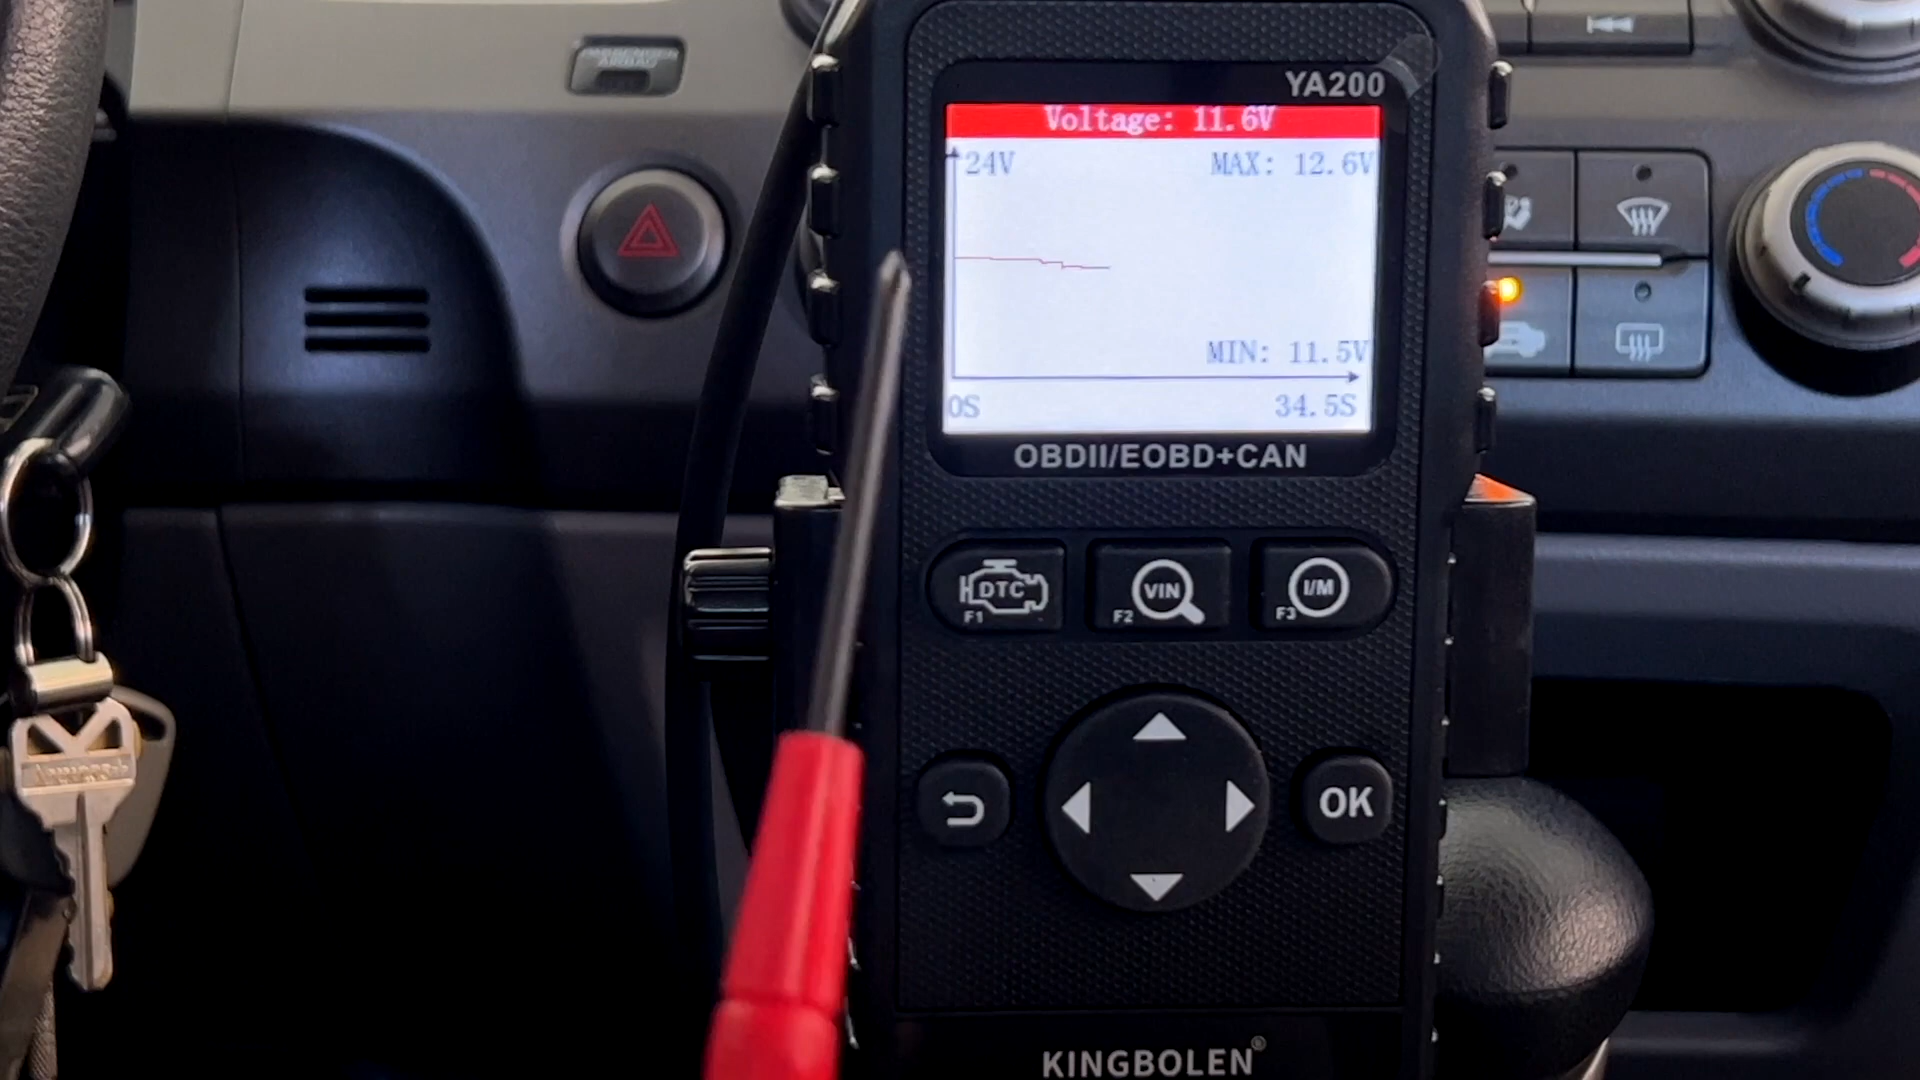 PASSENGER
AIRBAG
YA200
Voltage: 11.6V
24V
MAX: 12.6V
MIN: 11.5V
0S
34.5S
OBDII/EOBD+CAN
DTC
F1
VIN
F2
I/M
F3
OK
KINGBOLEN®